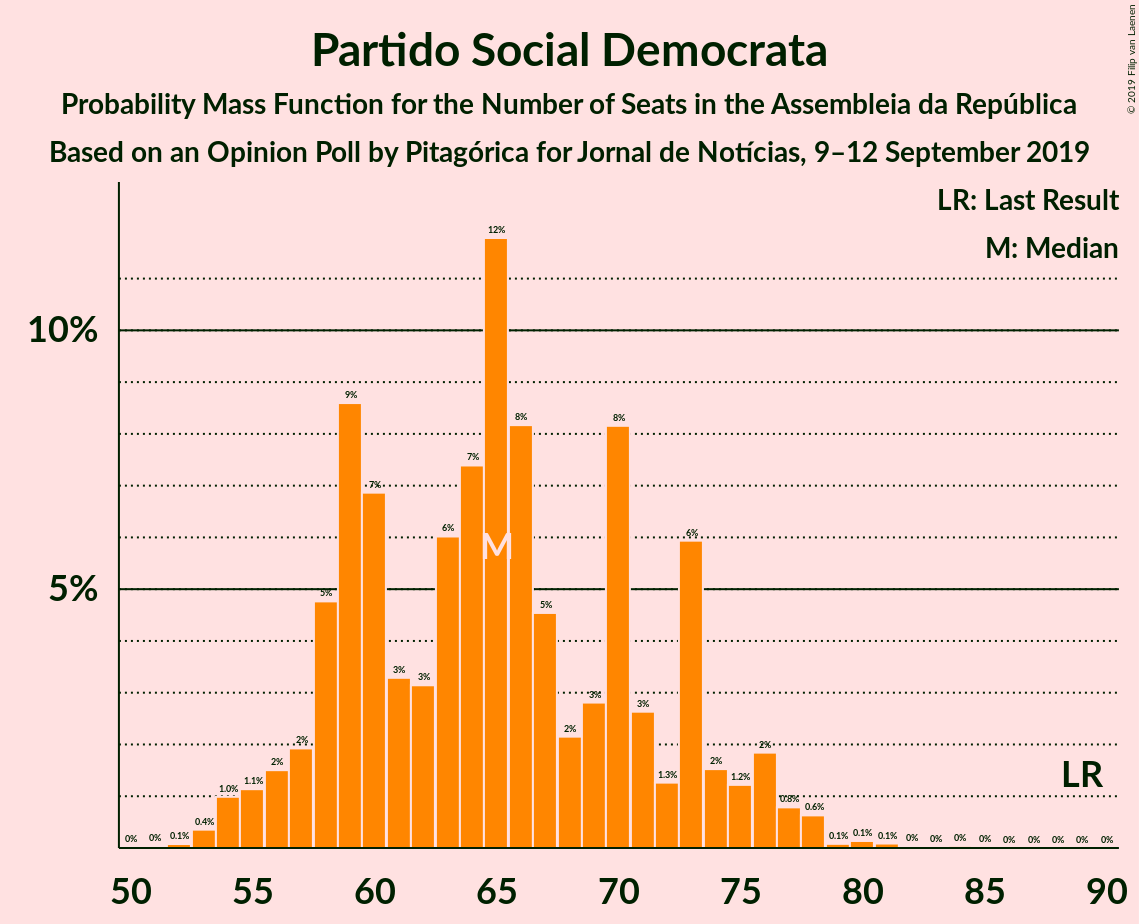 Partido Social Democrata
Probability Mass Function for the Number of Seats in the Assembleia da República
Based on an Opinion Poll by Pitagórica for Jornal de Notícias, 9–12 September 2019
© 2019 Filip van Laenen
LR: Last Result
M: Median
10%
5%
0% 0% 0.1% 0.4% 1.0% 1.1% 2% 2% 5% 9% 7% 3% 3% 6% 7% 12% 8% 5% 2% 3% 8% 3% 1.3% 6% 2% 1.2% 2% 0.8% 0.6% 0.1% 0.1% 0.1% 0% 0% 0% 0% 0% 0% 0% 0% 0%
M
LR
50 55 60 65 70 75 80 85 90